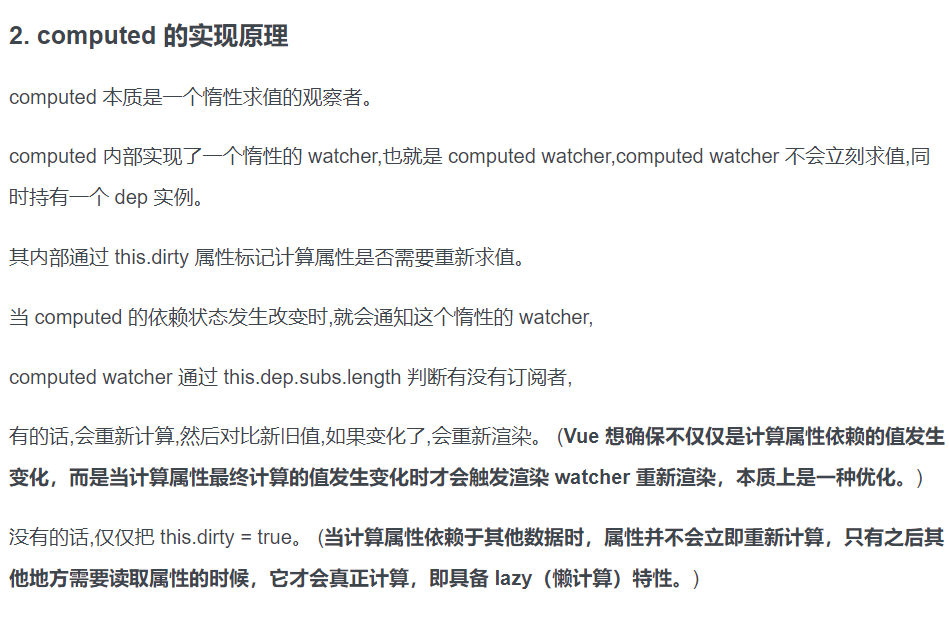 2. computed 的实现原理
computed 本质是一个惰性求值的观察者。
computed 内部实现了一个惰性的 watcher,也就是 computed watcher,computed watcher 不会立刻求值,同
时持有一个 dep 实例。
其内部通过 this.dirty 属性标记计算属性是否需要重新求值。
当 computed 的依赖状态发生改变时,就会通知这个惰性的 watcher,
computed watcher 通过 this.dep.subs.length 判断有没有订阅者,
有的话,会重新计算,然后对比新旧值,如果变化了,会重新渲染。 (Vue 想确保不仅仅是计算属性依赖的值发生
变化，而是当计算属性最终计算的值发生变化时才会触发渲染 watcher 重新渲染，本质上是一种优化。)
没有的话,仅仅把 this.dirty = true。 (当计算属性依赖于其他数据时，属性并不会立即重新计算，只有之后其
他地方需要读取属性的时候，它才会真正计算，即具备 lazy（懒计算）特性。)